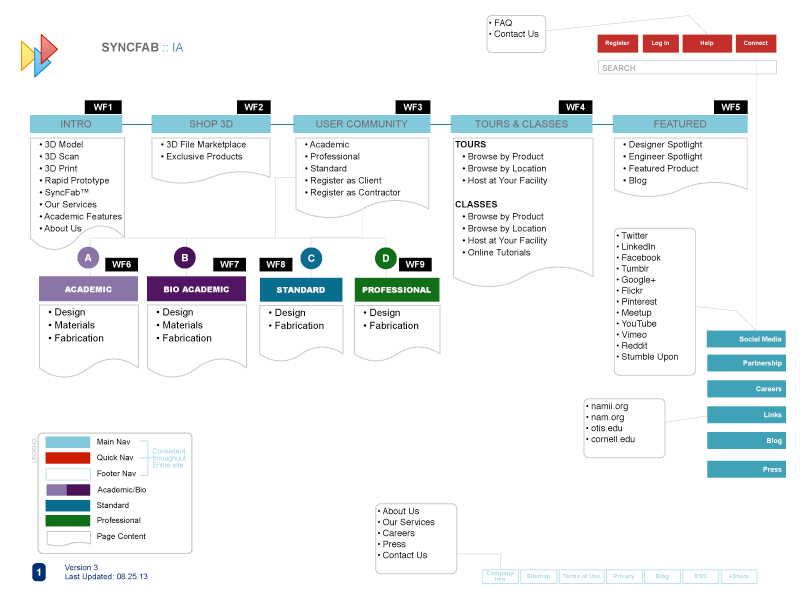 SYNCFAB :: IA
• FAQ
• Contact Us
Register
Log In
Help
Connect
SEARCH
WF1
WF2
WF3
WF4
WF5
INTRO
SHOP 3D
USER COMMUNITY
TOURS & CLASSES
FEATURED
• 3D Model
• 3D Scan
• 3D Print
• Rapid Prototype
• SyncFab™
• Our Services
• Academic Features
• About Us
• 3D File Marketplace
• Exclusive Products
• Academic
• Professional
• Standard
• Register as Client
• Register as Contractor
TOURS
• Browse by Product
• Browse by Location
• Host at Your Facility
CLASSES
• Browse by Product
• Browse by Location
• Host at Your Facility
• Online Tutorials
• Designer Spotlight
• Engineer Spotlight
• Featured Product
• Blog
A
WF6
B
WF7
WF8
C
D
WF9
ACADEMIC
BIO ACADEMIC
STANDARD
PROFESSIONAL
• Design
• Materials
• Fabrication
• Design
• Materials
• Fabrication
• Design
• Fabrication
• Design
• Fabrication
• Twitter
• LinkedIn
• Facebook
• Tumblr
• Google+
• Flickr
• Pinterest
• Meetup
• YouTube
• Vimeo
• Reddit
• Stumble Upon
Social Media
Partnership
Careers
Links
Blog
Press
• namii.org
• nam.org
• otis.edu
• cornell.edu
LEGEND
Main Nav
Quick Nav
Footer Nav
Academic/Bio
Standard
Professional
Page Content
Consistent
throughout
Entire site
• About Us
• Our Services
• Careers
• Press
• Contact Us
Company
Info
Sitemap
Terms of Use
Privacy
Blog
RSS
+Share
1
Version 3
Last Updated: 08.25.13